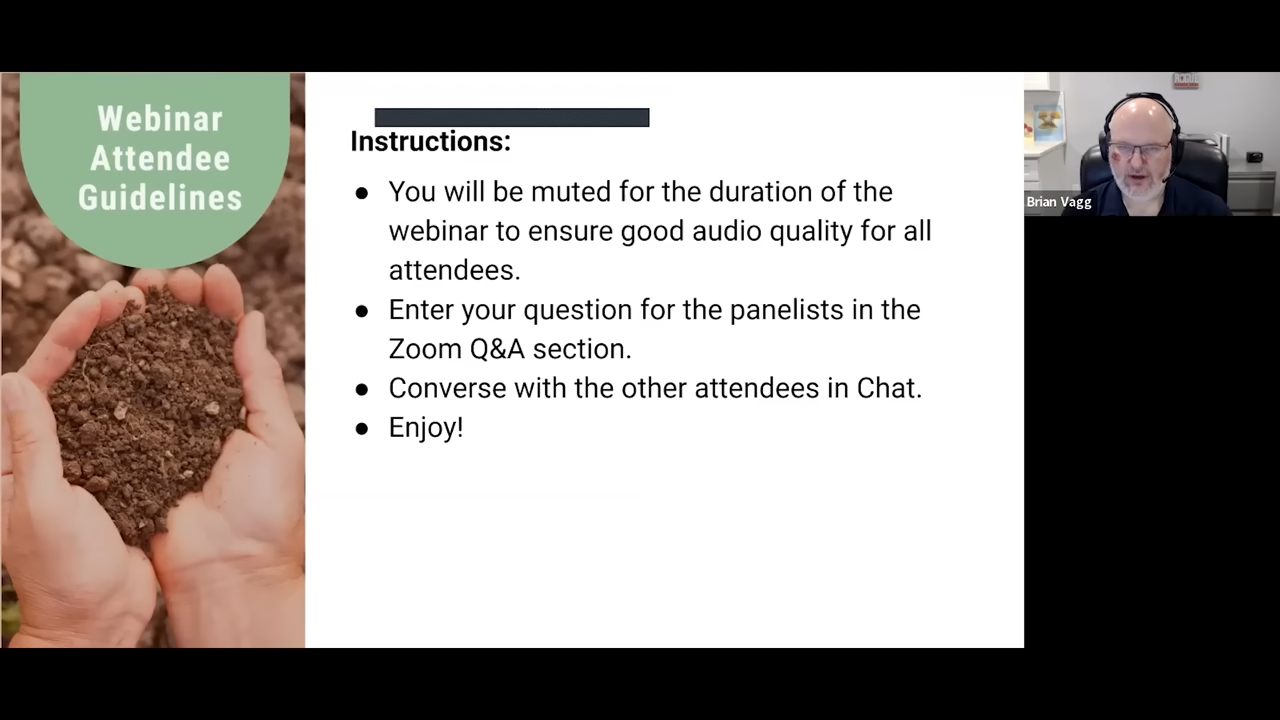 Webinar
Attendee
Guidelines
Instructions:
● You will be muted for the duration of the
webinar to ensure good audio quality for all
attendees.
● Enter your question for the panelists in the
Zoom Q&A section.
● Converse with the other attendees in Chat.
● Enjoy!
Brian Vagg